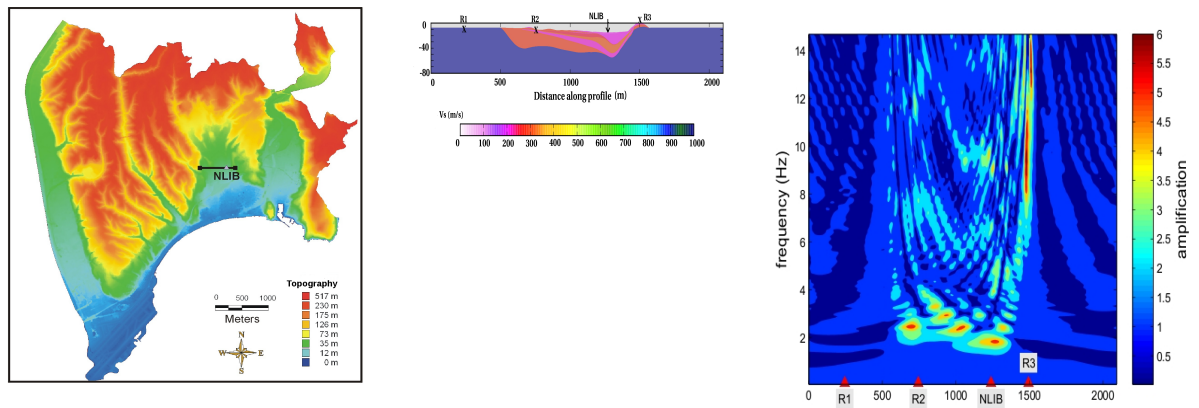 NLIB
Topography
517 m
230 m
175 m
126 m
73 m
35 m
12 m
0 m
0 500 1000
Meters
N
W E
S
R1 R2 NLIB R3
0
-40
-80
0 500 1000 1500 2000
Distance along profile (m)
Vs (m/s)
0 100 200 300 400 500 600 700 800 900 1000
frequency (Hz)
14
12
10
8
6
4
2
0 500 1000 1500 2000
R1 R2 NLIB R3
6
5.5
5
4.5
4
3.5
3
2.5
2
1.5
1
0.5
amplification